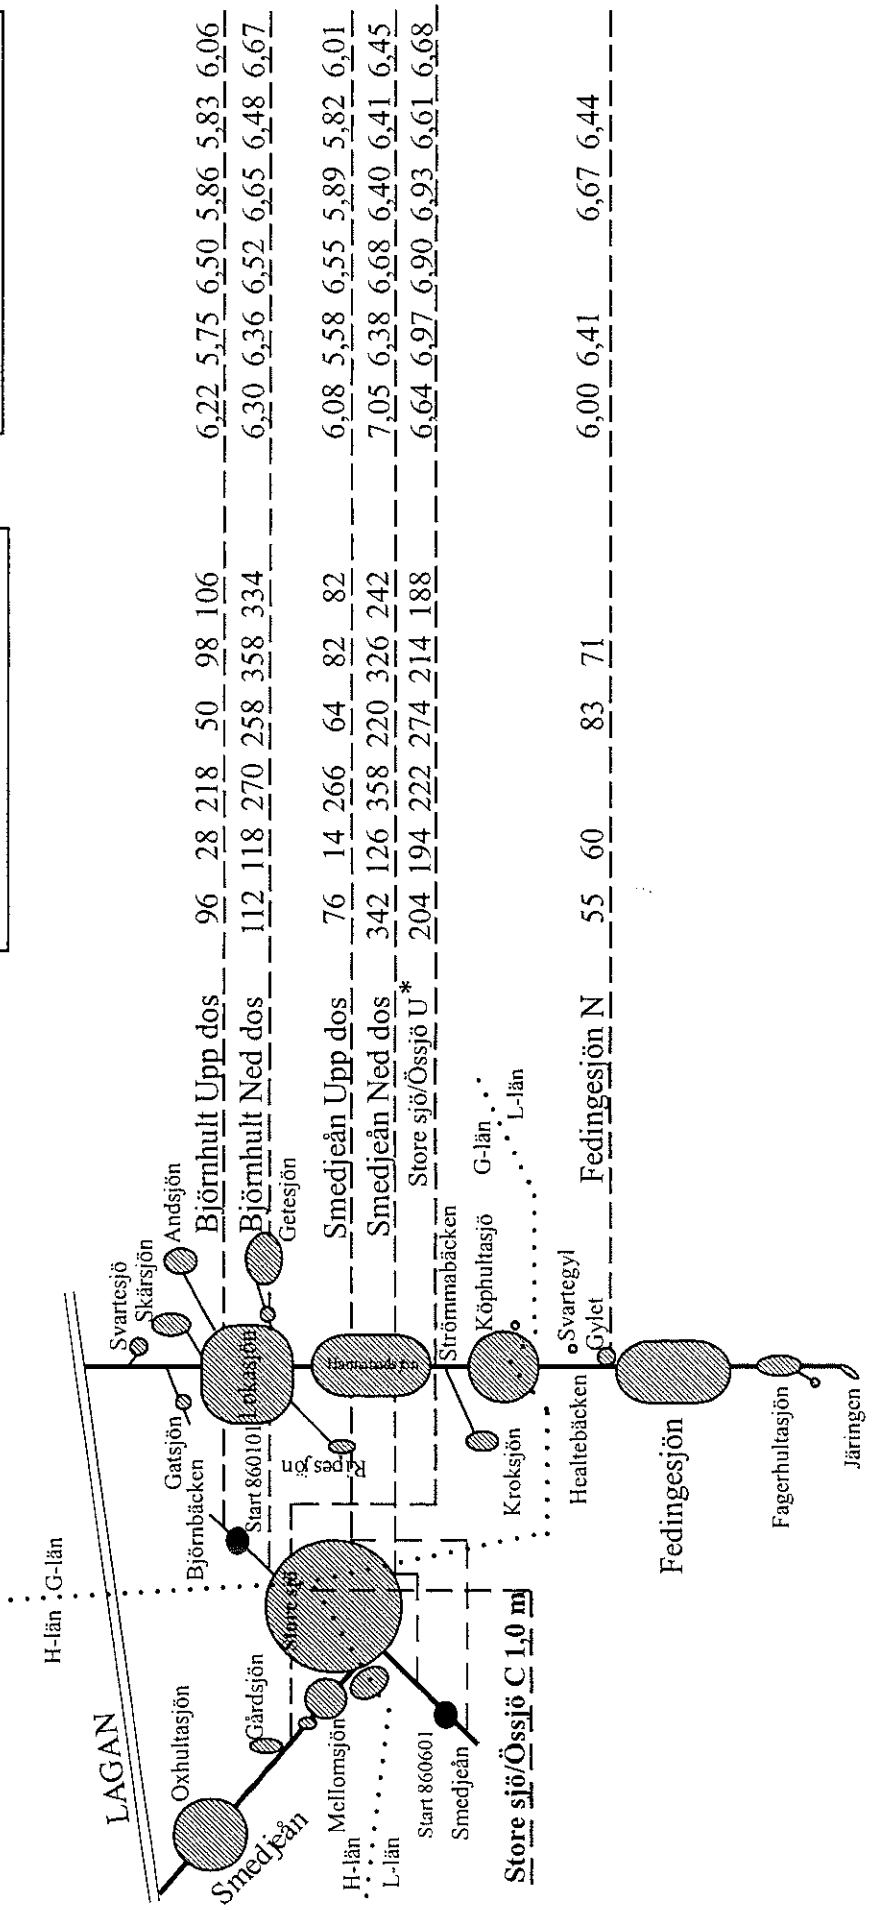 Björnhult Upp dos 96 28 218 50 98 106 6,22 5,75 6,50 5,86 5,83 6,06
Björnhult Ned dos 112 118 270 258 358 334 6,30 6,36 6,52 6,65 6,48 6,67
Smedjeån Upp dos 76 14 266 64 82 82 6,08 5,58 6,55 5,89 5,82 6,01
Smedjeån Ned dos 342 126 358 220 326 242 7,05 6,38 6,68 6,40 6,41 6,45
Store sjö/Össjö U* 204 194 222 274 214 188 6,64 6,97 6,90 6,93 6,61 6,68
Fedingesjön N 55 60 83 71 6,00 6,41 6,67 6,44
LAGAN
H-län G-län
Svartesjö
Skärsjön
Andsjön
Gatsjön
Björnbäcken
Start 860101
Lokasjön
Getesjön
Oxhultasjön
Gårdsjön
Store sjö
Rapesjön
Smedjeån
Mellomsjön
H-län
L-län
Start 860601
Smedjeån
Strömmabäcken
Köphultasjö
G-län
L-län
Kroksjön
Store sjö/Össjö C 1,0 m
Healtebäcken
Svartegyl
Gylet
Fedingesjön
Fagerhultasjön
Järingen